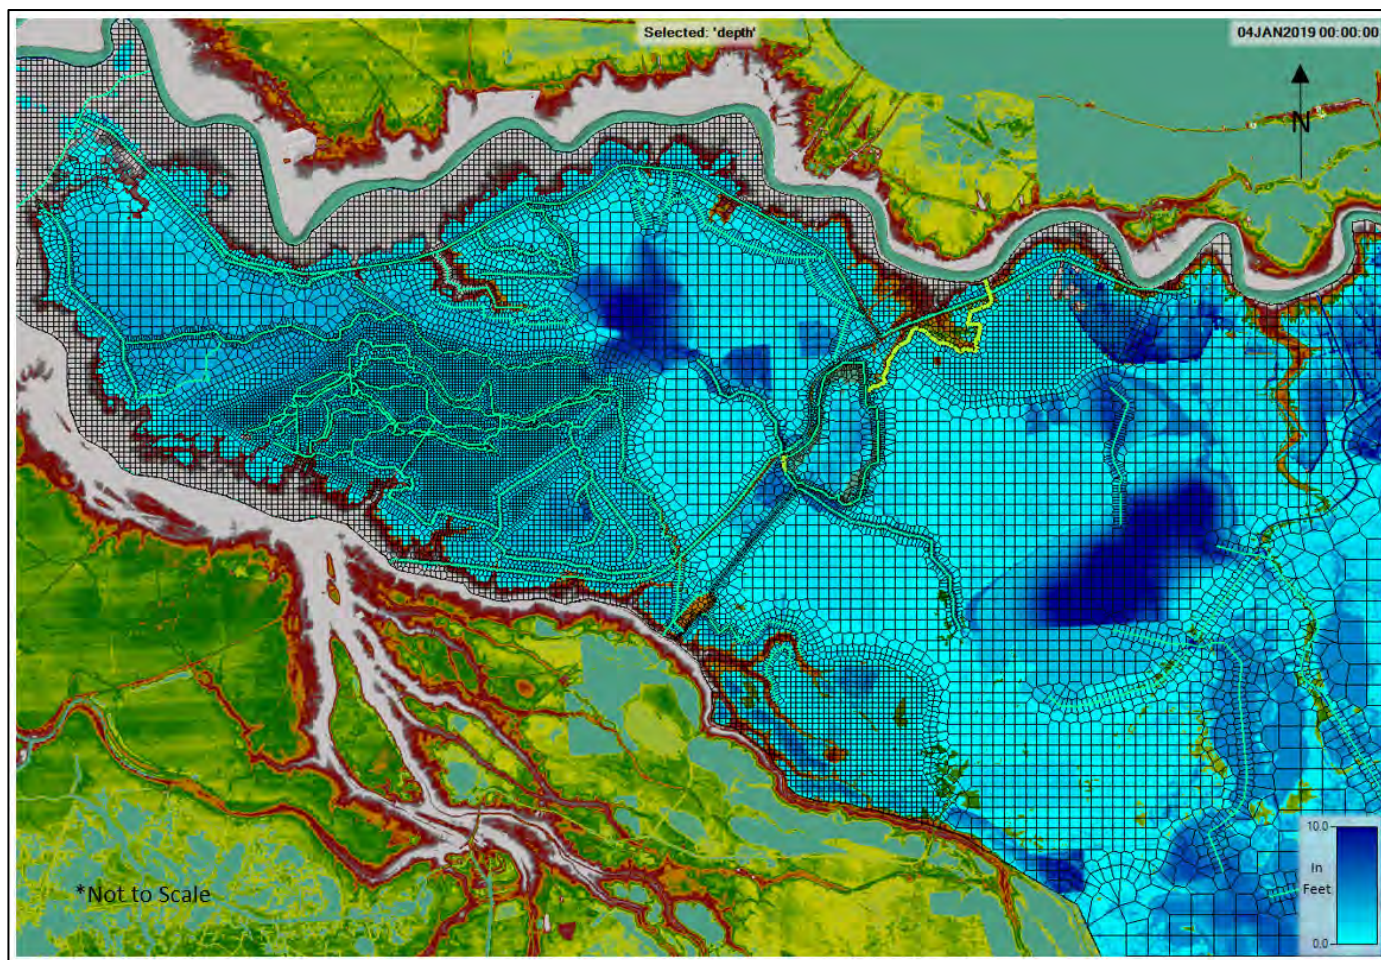 Selected: 'depth'
04JAN2019 00:00:00
N
*Not to Scale
10.0
In
Feet
0.0